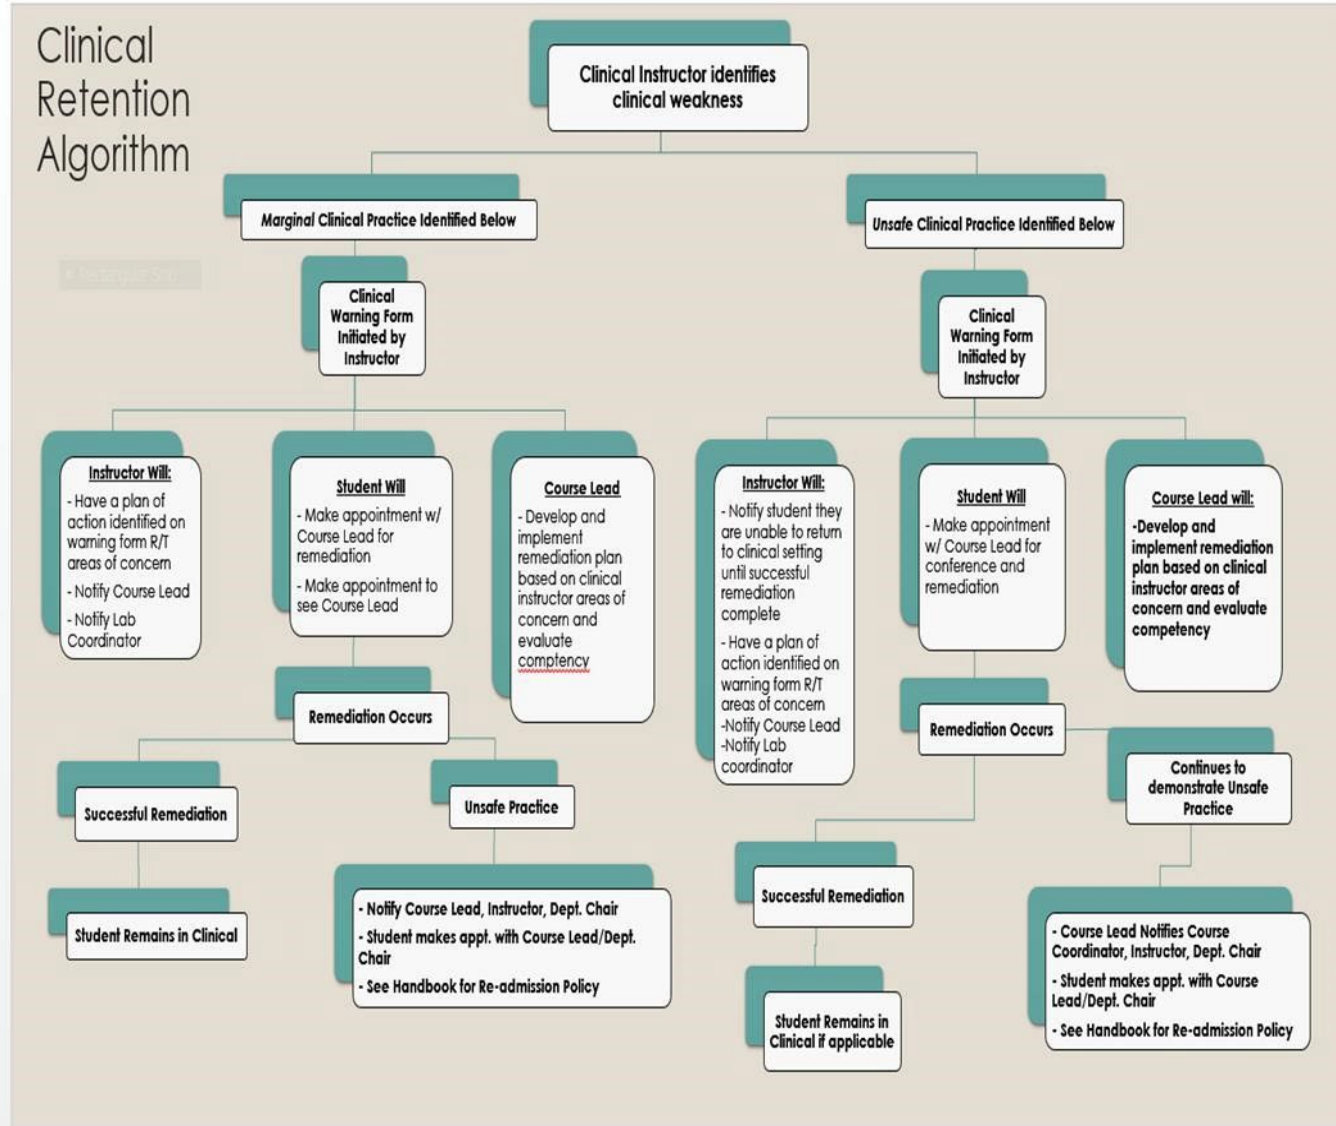 Clinical
Retention
Algorithm
Clinical Instructor identifies
clinical weakness
Marginal Clinical Practice Identified Below
Clinical
Warning Form
Initiated by
Instructor
Instructor Will:
- Have a plan of
action identified on
warning form R/T
areas of concern
- Notify Course Lead
- Notify Lab
Coordinator
Student Will
- Make appointment w/
Course Lead for
remediation
- Make appointment to
see Course Lead
Course Lead
- Develop and
implement
remediation plan
based on clinical
instructor areas of
concern and
evaluate
comptency
Remediation Occurs
Successful Remediation
Student Remains in Clinical
Unsafe Practice
- Notify Course Lead, Instructor, Dept. Chair
- Student makes appt. with Course Lead/Dept.
Chair
- See Handbook for Re-admission Policy
Unsafe Clinical Practice Identified Below
Clinical
Warning Form
Initiated by
Instructor
Instructor Will:
- Notify student they
are unable to return
to clinical setting
until successful
remediation
complete
- Have a plan of
action identified on
warning form R/T
areas of concern
-Notify Course Lead
-Notify Lab
coordinator
Student Will
- Make appointment
w/ Course Lead for
conference and
remediation
Course Lead will:
-Develop and
implement remediation
plan based on clinical
instructor areas of
concern and evaluate
competency
Remediation Occurs
Successful Remediation
Student Remains in
Clinical if applicable
Continues to
demonstrate Unsafe
Practice
- Course Lead Notifies Course
Coordinator, Instructor, Dept. Chair
- Student makes appt. with Course
Lead/Dept. Chair
- See Handbook for Re-admission Policy